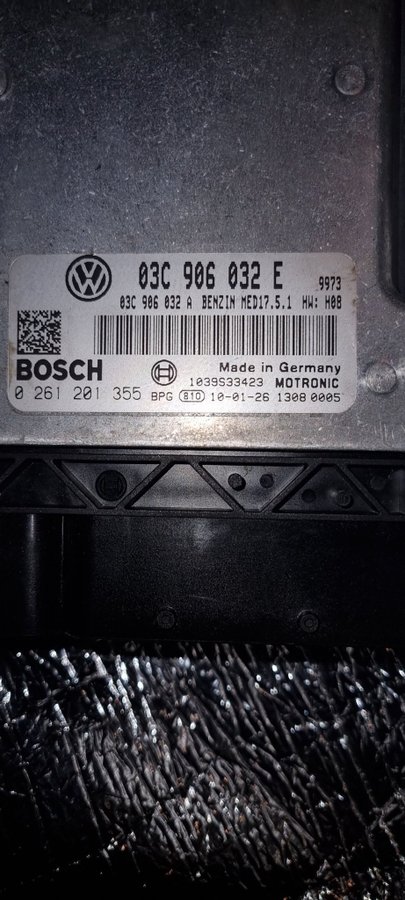 03C 906 032 E
9973
03C 906 032 A BENZIN MED17.5.1 HW: H08
BOSCH
Made in Germany
1039S33423 MOTRONIC
0 261 201 355 BPG 810 10-01-26 1308 0005